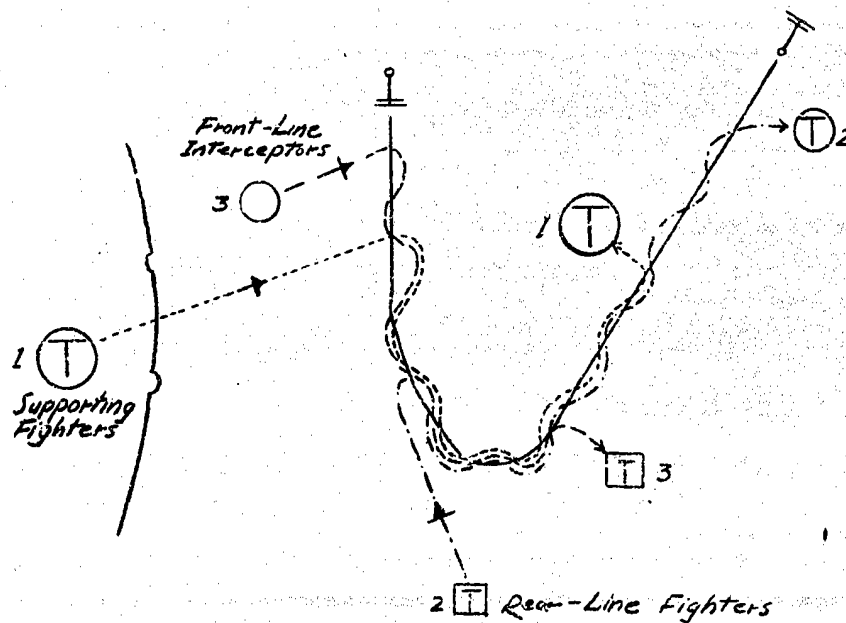 Front-Line
Interceptors
3
T 2
1 T
1 T
Supporting
Fighters
T 3
2 T Rear-Line Fighters